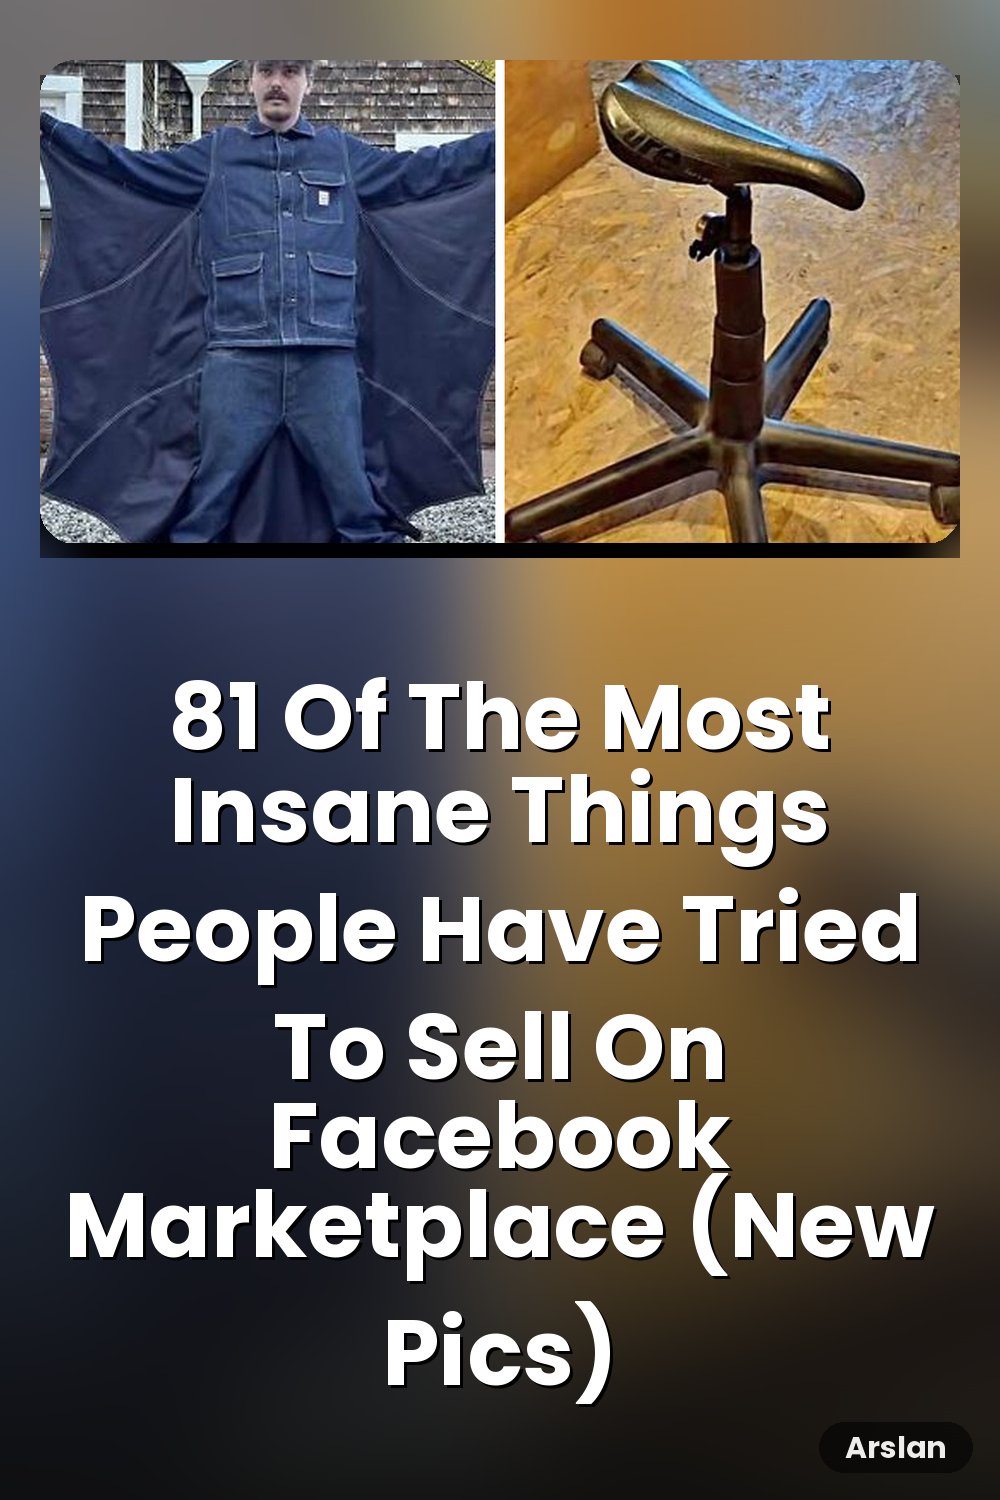 81 Of The Most
Insane Things
People Have Tried
To Sell On
Facebook
Marketplace (New
Pics)
Arslan